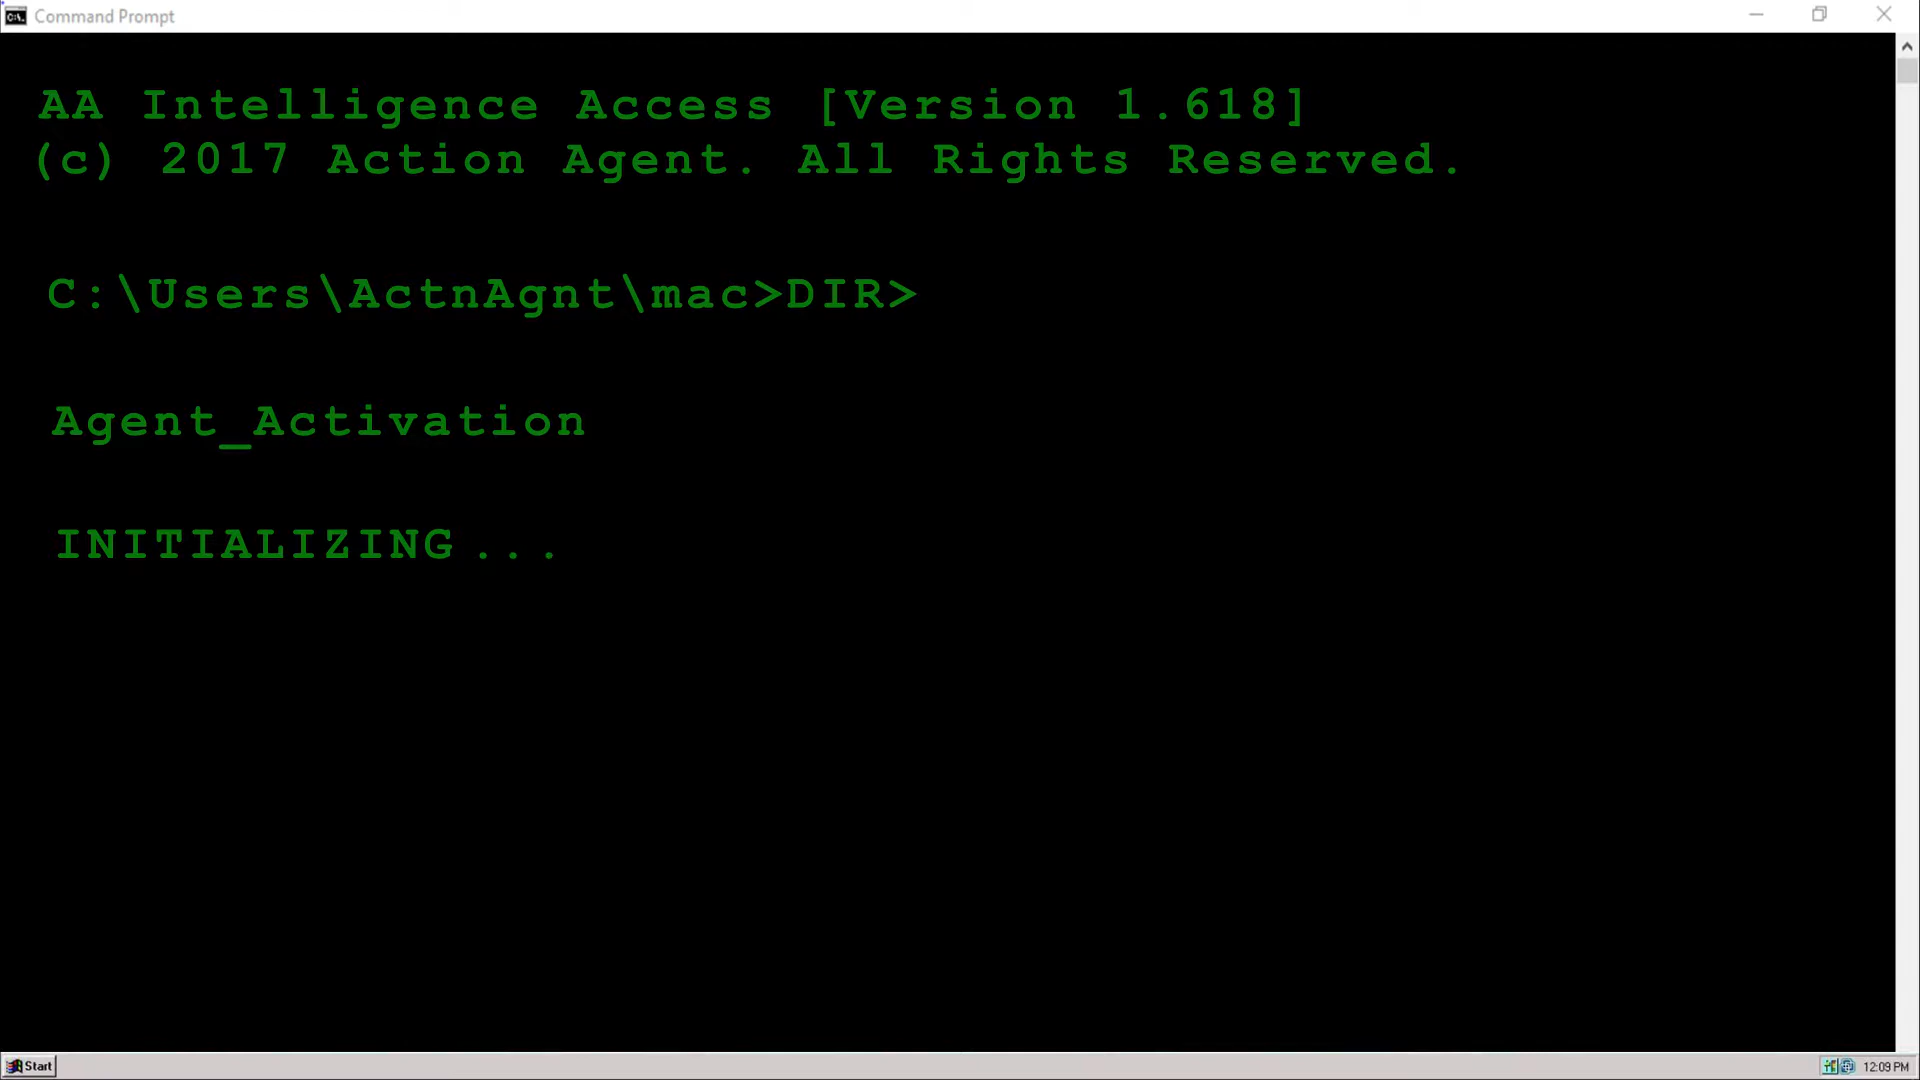 Command Prompt
AA Intelligence Access [Version 1.618]
(c) 2017 Action Agent. All Rights Reserved.
C:\Users\ActnAgnt\mac>DIR>
Agent_Activation
INITIALIZING...
Start
12:09 PM